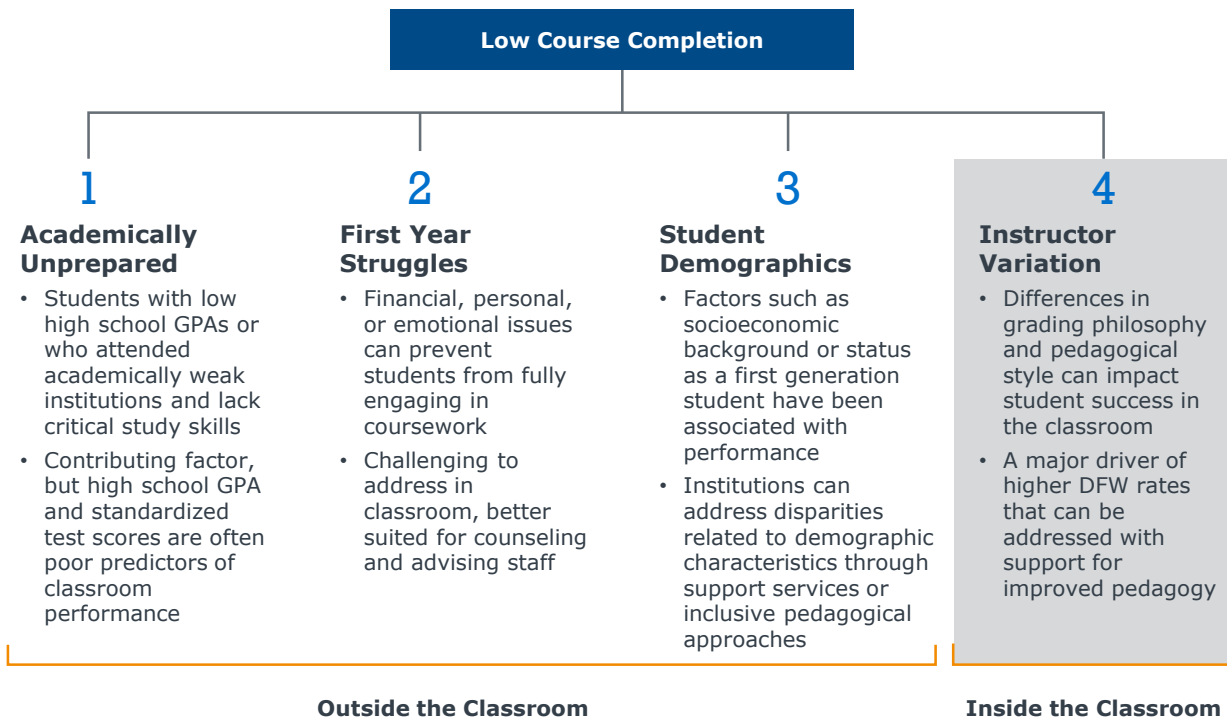 Low Course Completion
1
Academically
Unprepared
• Students with low
high school GPAs or
who attended
academically weak
institutions and lack
critical study skills
• Contributing factor,
but high school GPA
and standardized
test scores are often
poor predictors of
classroom
performance
2
First Year
Struggles
• Financial, personal,
or emotional issues
can prevent
students from fully
engaging in
coursework
• Challenging to
address in
classroom, better
suited for counseling
and advising staff
3
Student
Demographics
• Factors such as
socioeconomic
background or status
as a first generation
student have been
associated with
performance
• Institutions can
address disparities
related to demographic
characteristics through
support services or
inclusive pedagogical
approaches
4
Instructor
Variation
• Differences in
grading philosophy
and pedagogical
style can impact
student success in
the classroom
• A major driver of
higher DFW rates
that can be
addressed with
support for
improved pedagogy
Outside the Classroom
Inside the Classroom